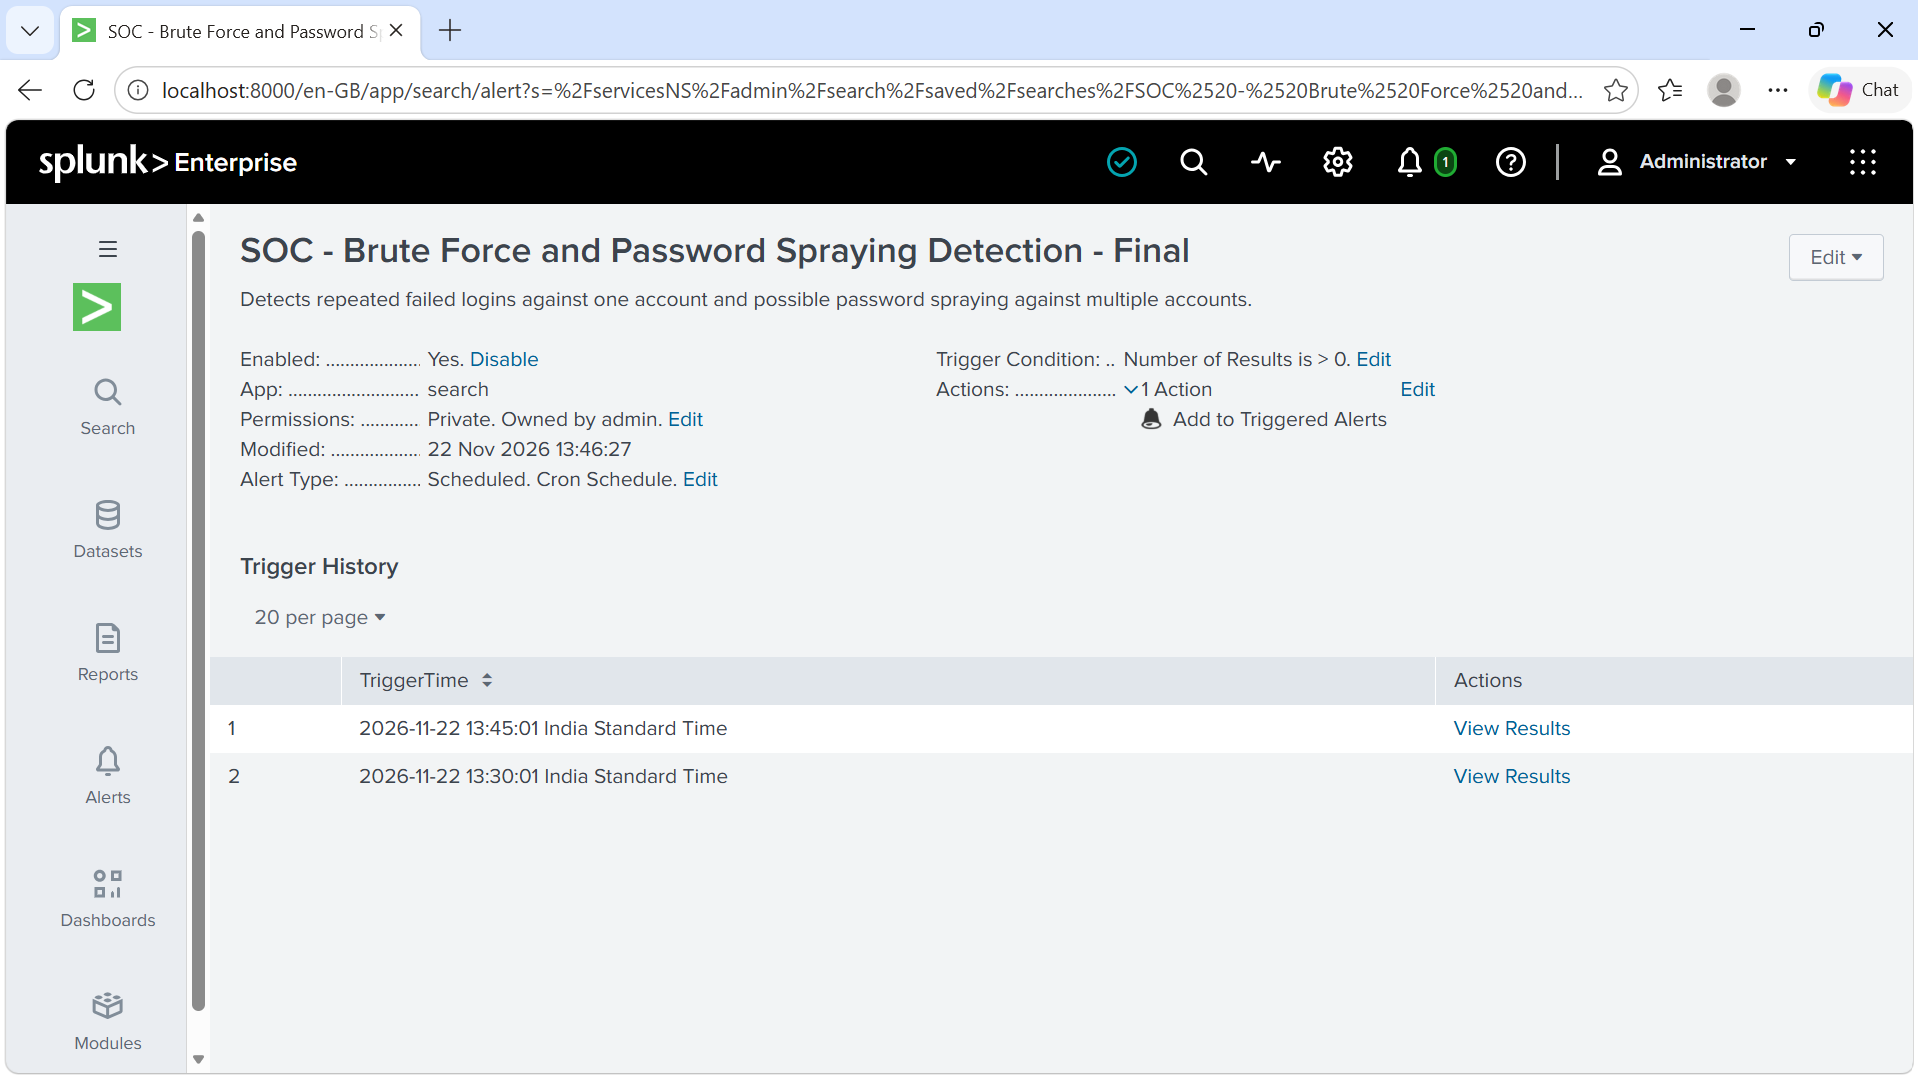 SOC - Brute Force and Password S
localhost:8000/en-GB/app/search/alert?s=%2FservicesNS%2Fadmin%2Fsearch%2Fsaved%2Fsearches%2FSOC%2520-%2520Brute%2520Force%2520and...
Chat
splunk>Enterprise
1
Administrator
SOC - Brute Force and Password Spraying Detection - Final
Edit
Detects repeated failed logins against one account and possible password spraying against multiple accounts.
Enabled: ................... Yes. Disable
App: .......................... search
Permissions: ............ Private. Owned by admin. Edit
Modified: .................. 22 Nov 2026 13:46:27
Alert Type: ............... Scheduled. Cron Schedule. Edit
Trigger Condition: .. Number of Results is > 0. Edit
Actions: .................... 1 Action Edit
Add to Triggered Alerts
Search
Datasets
Reports
Alerts
Dashboards
Modules
Trigger History
20 per page
TriggerTime Actions
1 2026-11-22 13:45:01 India Standard Time View Results
2 2026-11-22 13:30:01 India Standard Time View Results